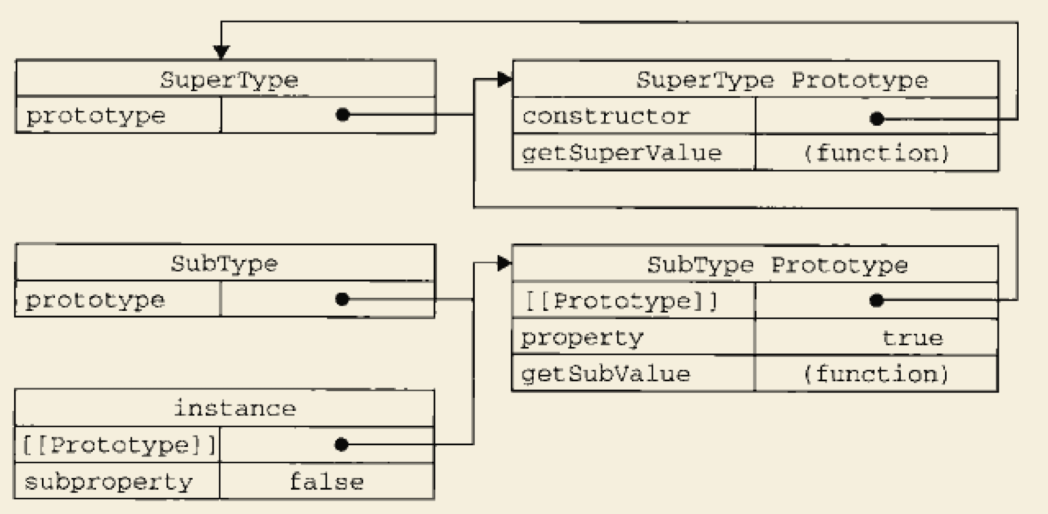 SuperType
prototype
SuperType Prototype
constructor
getSuperValue (function)
SubType
prototype
SubType Prototype
[[Prototype]]
property true
getSubValue (function)
instance
[[Prototype]]
subproperty false